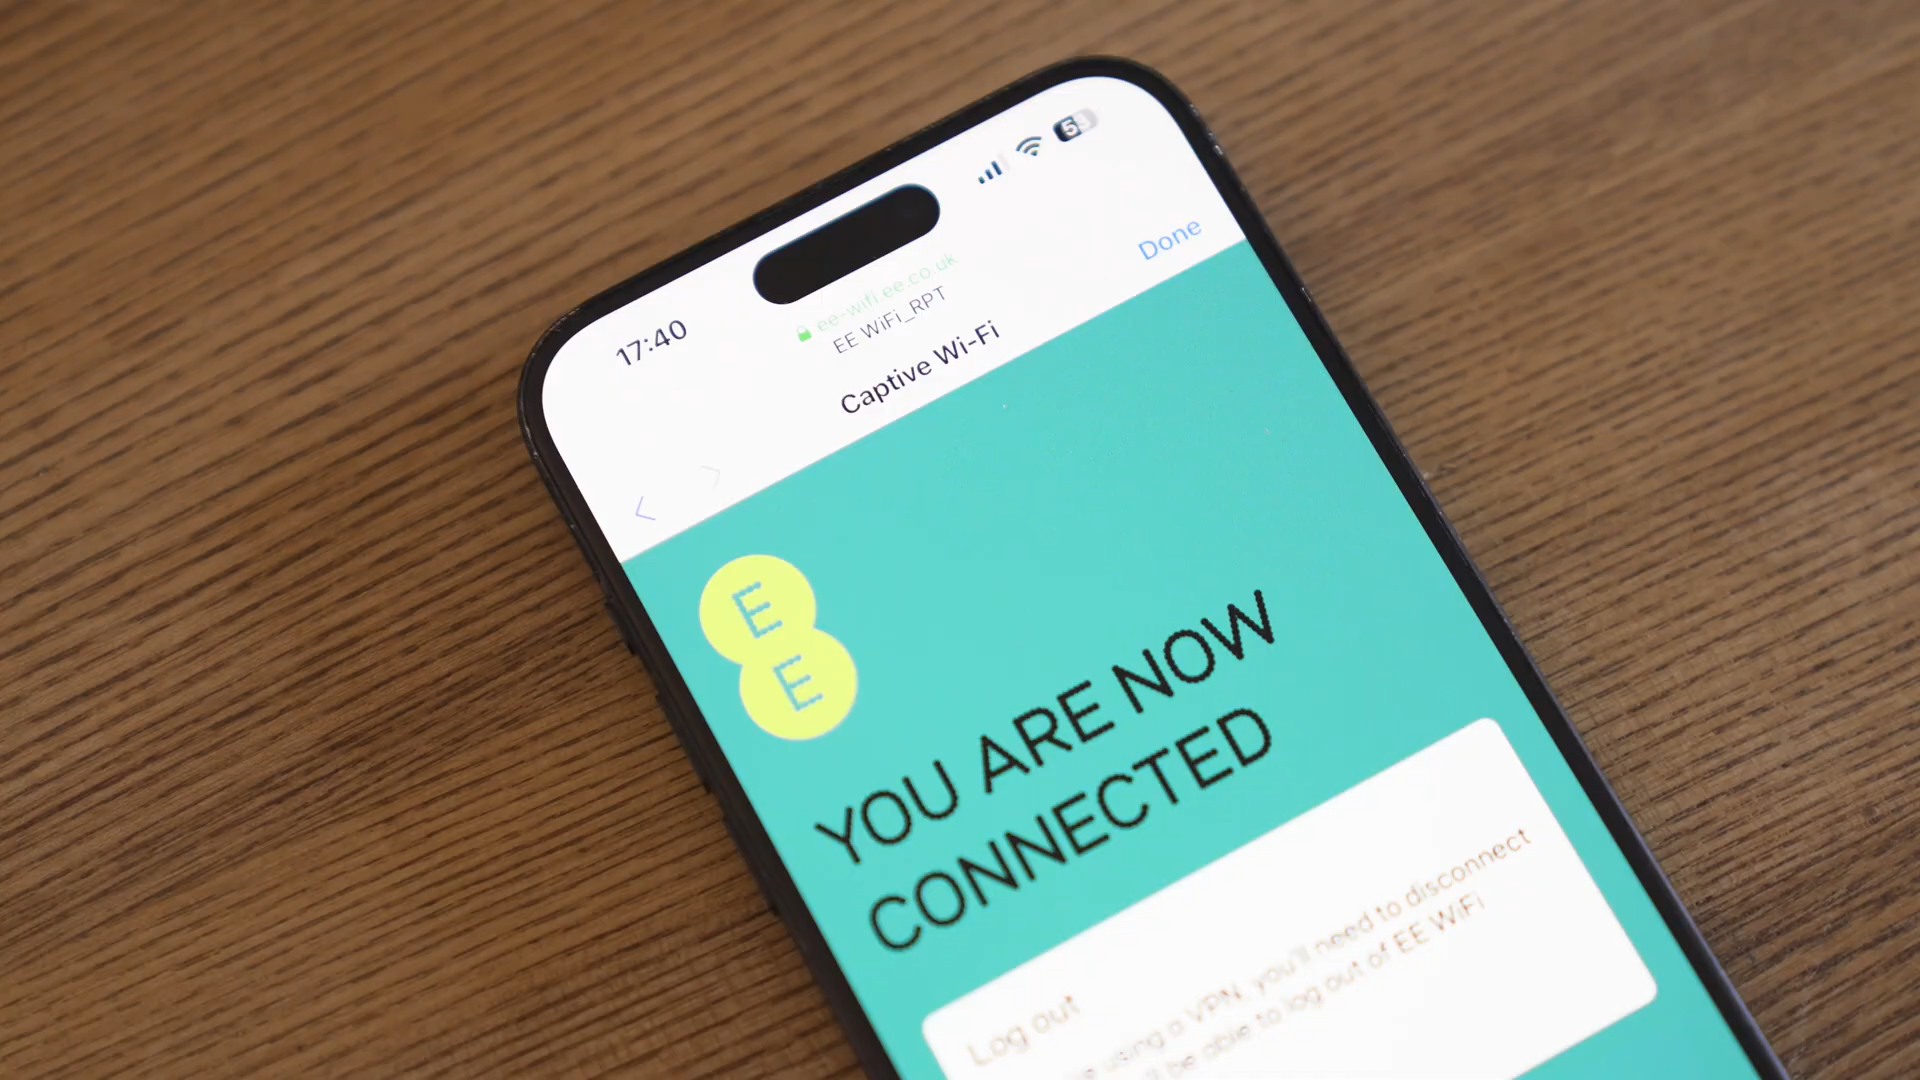 17:40
ee-wifi.ee.co.uk
EE WiFi_RPT
Captive Wi-Fi
Done
E
E
YOU ARE NOW
CONNECTED
Log out
using a VPN, you'll need to disconnect
be able to log out of EE WiFi